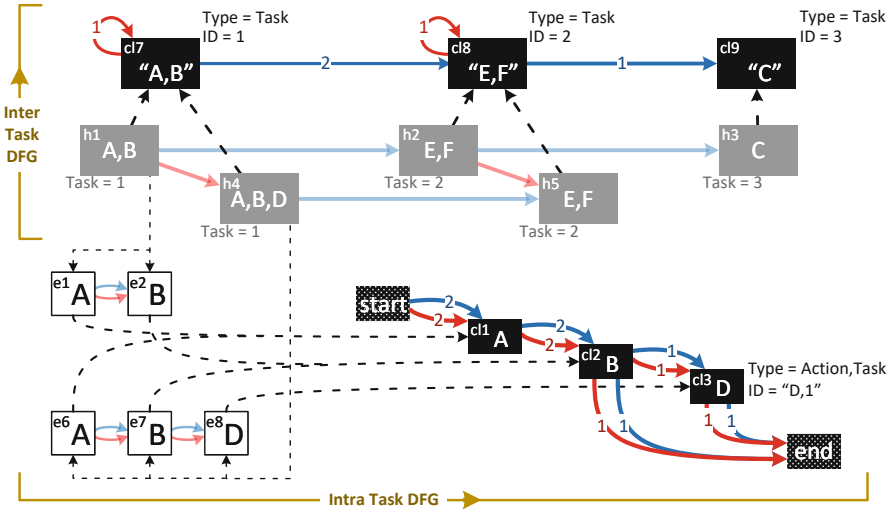 1
cl7
"A,B"
Type = Task
ID = 1
2
1
cl8
"E,F"
Type = Task
ID = 2
1
cl9
"C"
Type = Task
ID = 3
Inter
Task
DFG
h1
A,B
Task = 1
h2
E,F
Task = 2
h3
C
Task = 3
h4
A,B,D
Task = 1
h5
E,F
Task = 2
e1
A
e2
B
start
2
2
cl1
A
2
2
cl2
B
1
1
cl3
D
Type = Action,Task
ID = "D,1"
e6
A
e7
B
e8
D
1
1
1
1
end
Intra Task DFG